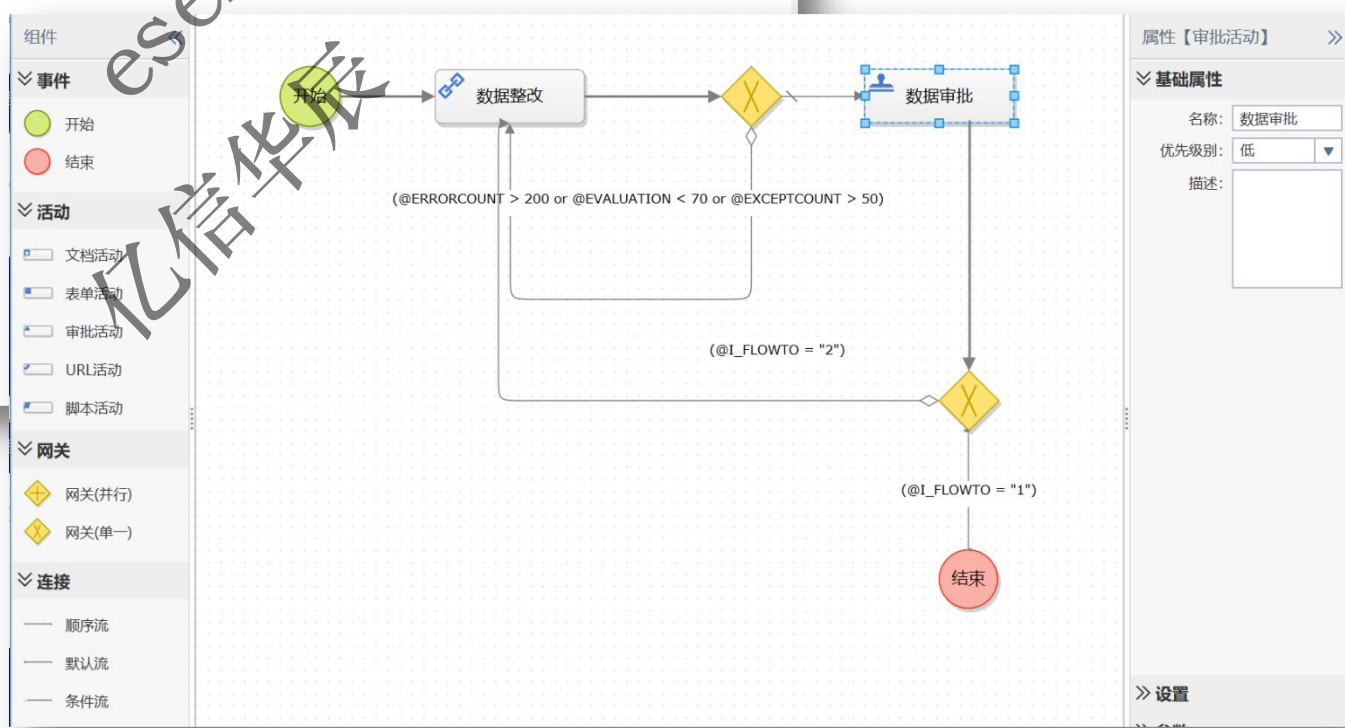 组件
事件
开始
结束
活动
文档活动
表单活动
审批活动
URL活动
脚本活动
网关
网关(并行)
网关(单一)
连接
顺序流
默认流
条件流
亿信华辰
开始
数据整改
数据审批
(@ERRORCOUNT > 200 or @EVALUATION < 70 or @EXCEPTCOUNT > 50)
(@I_FLOWTO = "2")
(@I_FLOWTO = "1")
结束
属性【审批活动】
基础属性
名称: 数据审批
优先级别: 低
描述:
设置